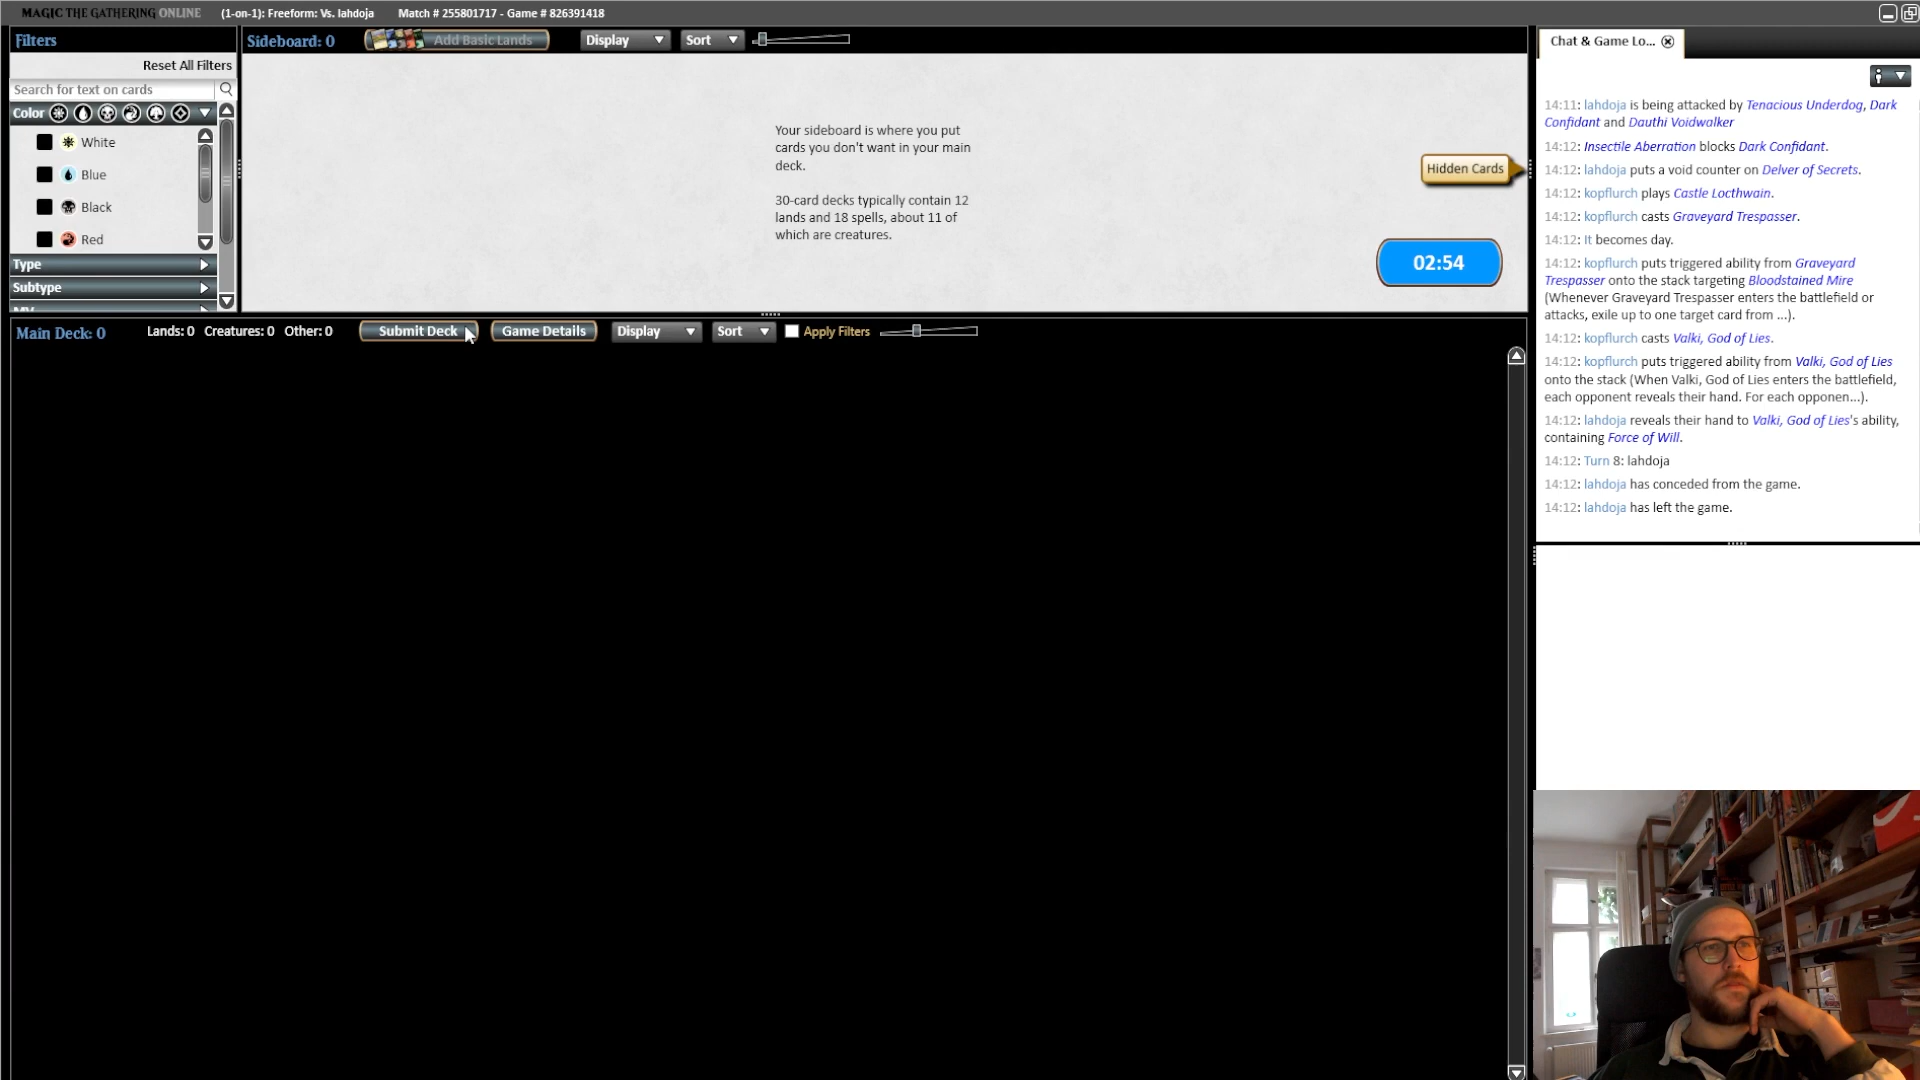 MAGIC THE GATHERING ONLINE (1-on-1): Freeform: Vs. lahdoja Match # 255801717 - Game # 826391418
Filters
Reset All Filters
Search for text on cards
Color
White
Blue
Black
Red
Type
Subtype
Sideboard: 0 Add Basic Lands Display Sort
Your sideboard is where you put
cards you don't want in your main
deck.
30-card decks typically contain 12
lands and 18 spells, about 11 of
which are creatures.
Hidden Cards
02:54
Main Deck: 0 Lands: 0 Creatures: 0 Other: 0 Submit Deck Game Details Display Sort Apply Filters
Chat & Game Lo...
14:11: lahdoja is being attacked by Tenacious Underdog, Dark
Confidant and Dauthi Voidwalker
14:12: Insectile Aberration blocks Dark Confidant.
14:12: lahdoja puts a void counter on Delver of Secrets.
14:12: kopflurch plays Castle Locthwain.
14:12: kopflurch casts Graveyard Trespasser.
14:12: It becomes day.
14:12: kopflurch puts triggered ability from Graveyard
Trespasser onto the stack targeting Bloodstained Mire
(Whenever Graveyard Trespasser enters the battlefield or
attacks, exile up to one target card from ...).
14:12: kopflurch casts Valki, God of Lies.
14:12: kopflurch puts triggered ability from Valki, God of Lies
onto the stack (When Valki, God of Lies enters the battlefield,
each opponent reveals their hand. For each opponen...).
14:12: lahdoja reveals their hand to Valki, God of Lies's ability,
containing Force of Will.
14:12: Turn 8: lahdoja
14:12: lahdoja has conceded from the game.
14:12: lahdoja has left the game.